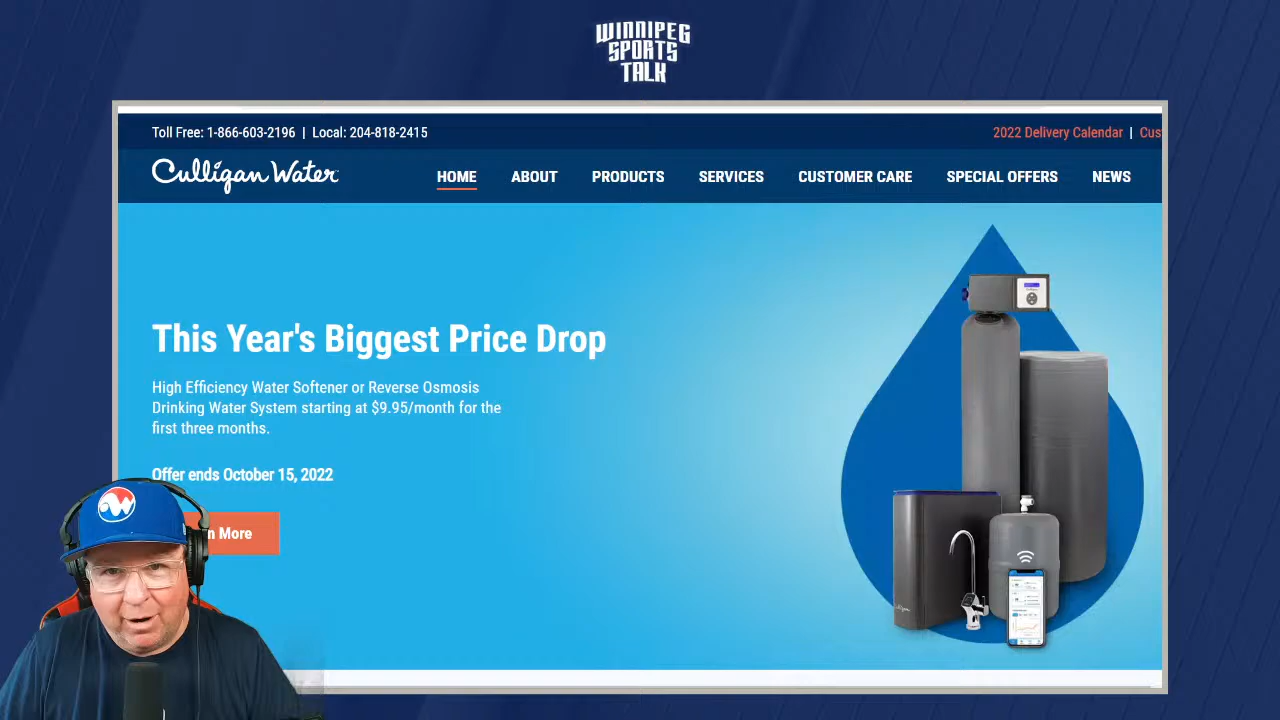 WINNIPEG
SPORTS
TALK
Toll Free: 1-866-603-2196 | Local: 204-818-2415
2022 Delivery Calendar | Cus
Culligan Water
HOME
ABOUT
PRODUCTS
SERVICES
CUSTOMER CARE
SPECIAL OFFERS
NEWS
This Year's Biggest Price Drop
High Efficiency Water Softener or Reverse Osmosis
Drinking Water System starting at $9.95/month for the
first three months.
Offer ends October 15, 2022
n More
W
Culligan